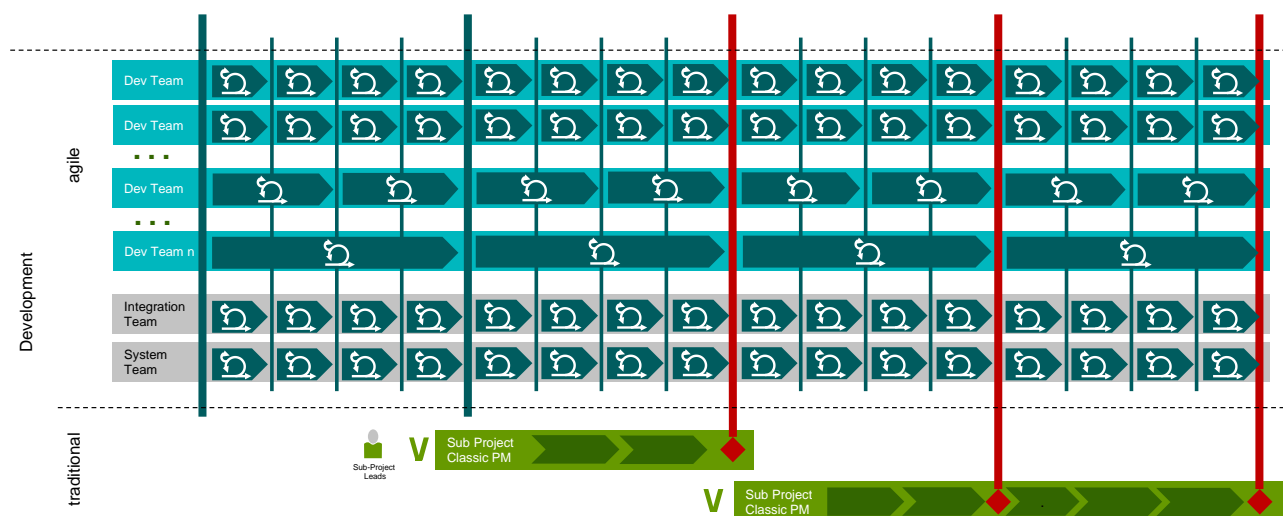 Dev Team
Dev Team
. . .
Dev Team
. . .
Dev Team n
Integration
Team
System
Team
agile
Development
traditional
Sub-Project
Leads
V
Sub Project
Classic PM
V
Sub Project
Classic PM
.